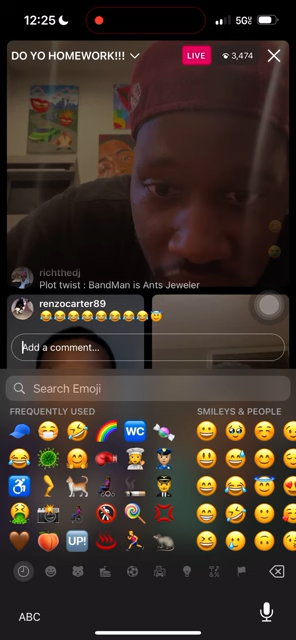 12:25
5G
DO YO HOMEWORK!!!
LIVE
3,474
richthedj
Plot twist : BandMan is Ants Jeweler
renzocarter89
Add a comment...
Search Emoji
FREQUENTLY USED
SMILEYS & PEOPLE
WC
UP!
ABC